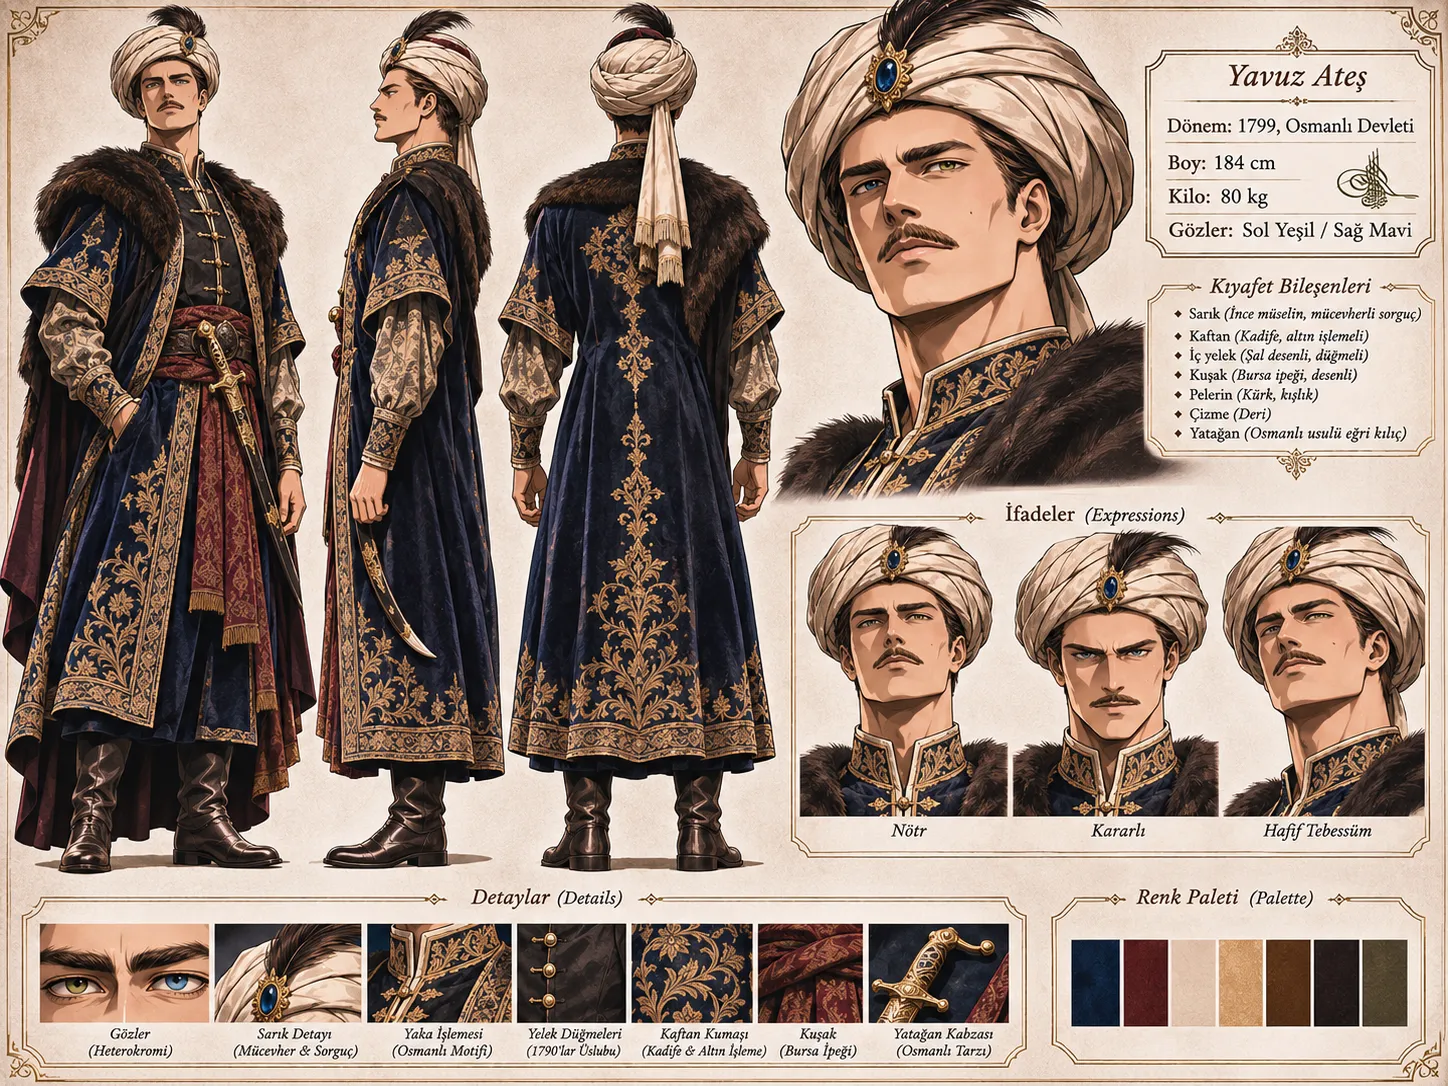 Yavuz Ateş
Dönem: 1799, Osmanlı Devleti
Boy: 184 cm
Kilo: 80 kg
Gözler: Sol Yeşil / Sağ Mavi
Kıyafet Bileşenleri
Sarık (İnce müselin, mücevherli sorguç)
Kaftan (Kadife, altın işlemeli)
İç yelek (Şal desenli, düğmeli)
Kuşak (Bursa ipeği, desenli)
Pelerin (Kürk, kışlık)
Çizme (Deri)
Yatağan (Osmanlı usulü eğri kılıç)
İfadeler (Expressions)
Nötr
Kararlı
Hafif Tebessüm
Detaylar (Details)
Gözler
(Heterokromi)
Sarık Detayı
(Mücevher & Sorguç)
Yaka İşlemesi
(Osmanlı Motifi)
Yelek Düğmeleri
(1790'lar Üslubu)
Kaftan Kumaşı
(Kadife & Altın İşleme)
Kuşak
(Bursa İpeği)
Yatağan Kabzası
(Osmanlı Tarzı)
Renk Paleti (Palette)